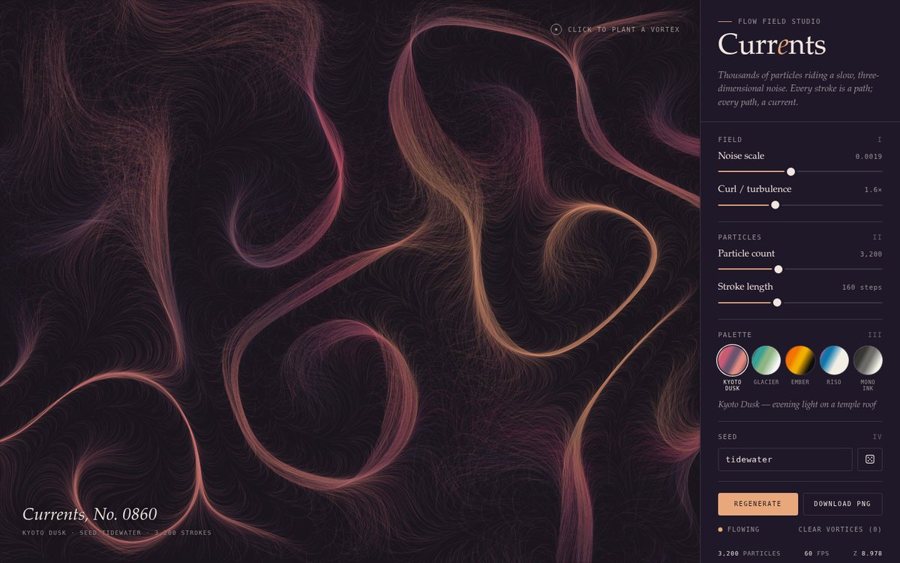 CLICK TO PLANT A VORTEX
Currents, No. 0860
KYOTO DUSK · SEED TIDEWATER · 3,200 STROKES
FLOW FIELD STUDIO
Currents
Thousands of particles riding a slow, three-
dimensional noise. Every stroke is a path;
every path, a current.
FIELD I
Noise scale 0.0019
Curl / turbulence 1.6×
PARTICLES II
Particle count 3,200
Stroke length 160 steps
PALETTE III
KYOTO DUSK GLACIER EMBER RISO MONO INK
Kyoto Dusk — evening light on a temple roof
SEED IV
tidewater
REGENERATE DOWNLOAD PNG
FLOWING CLEAR VORTICES (0)
3,200 PARTICLES 60 FPS Z 8.978